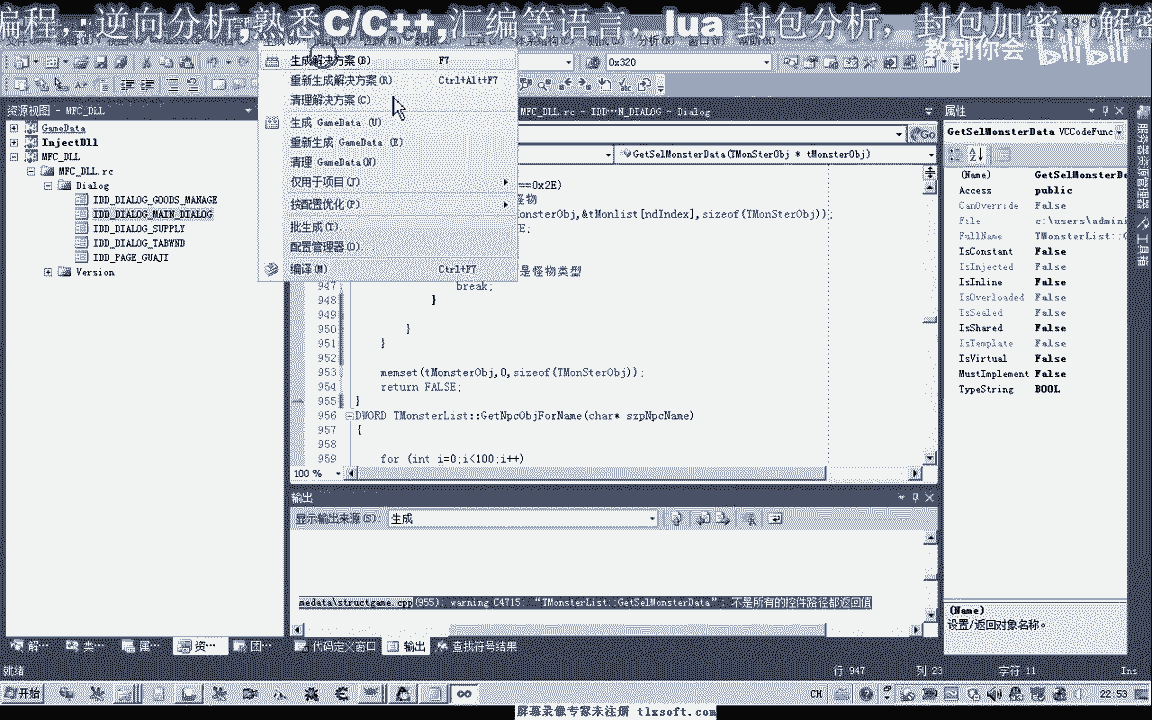 编程，：逆向分析,熟悉C/C++,汇编等语言，lua 封包分析，封包加密，解密
教到你会 bilibili
生成解决方案(B) F7
重新生成解决方案(R) Ctrl+Alt+F7
清理解决方案(C)
生成 GameData (U)
重新生成 GameData (E)
清理 GameData(N)
仅用于项目(J)
按配置优化(P)
批生成(T)...
配置管理器(O)...
编译(M) Ctrl+F7
0x320
资源视图 - MFC_DLL
GameData
InjectDll
MFC_DLL
MFC_DLL.rc
Dialog
IDD_DIALOG_GOODS_MANAGE
IDD_DIALOG_MAIN_DIALOG
IDD_DIALOG_SUPPLY
IDD_DIALOG_TABWND
IDD_PAGE_GUAJI
Version
MFC_DLL.rc - IDD...N_DIALOG - Dialog
Go
GetSelMonsterData(TMonSterObj * tMonsterObj)
==0x2E)
怪物
onsterObj,&tMonlist[ndIndex],sizeof(TMonSterObj));
E;
是怪物类型
947 break;
948 }
949
950 }
951 }
952
953 memset(tMonsterObj,0,sizeof(TMonSterObj));
954 return FALSE;
955 }
956 DWORD TMonsterList::GetNpcObjForName(char* szpNpcName)
957 {
958
959 for (int i=0;i<100;i++)
100 %
输出
显示输出来源(S): 生成
medata\structgame.cpp(955): warning C4715: “TMonsterList::GetSelMonsterData”: 不是所有的控件路径都返回值
属性
GetSelMonsterData VCCodeFunc
(Name) GetSelMonsterDa
Access public
CanOverride False
File c:\users\admini
FullName TMonsterList::G
IsConstant False
IsInjected False
IsInline False
IsOverloaded False
IsSealed False
IsShared False
IsTemplate False
IsVirtual False
MustImplement False
TypeString BOOL
(Name)
设置/返回对象名称。
解... 类... 属... 资... 团...
代码定义窗口 输出 查找符号结果
就绪 行 947 列 23 字符 11 Ins
开始 CH 22:53
屏幕录像专家未注册 tlxsoft.com